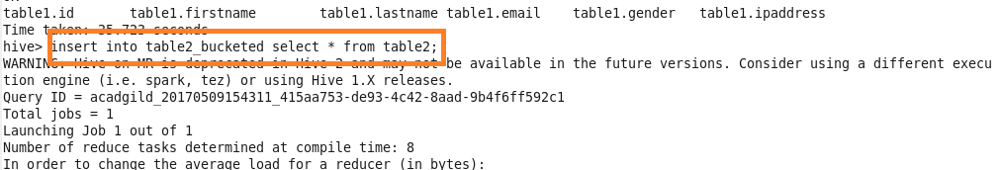 table1.id table1.firstname table1.lastname table1.email table1.gender table1.ipaddress
Time taken: 35.723 seconds
hive> insert into table2_bucketed select * from table2;
WARNING: Hive-on-MR is deprecated in Hive 2 and may not be available in the future versions. Consider using a different execu
tion engine (i.e. spark, tez) or using Hive 1.X releases.
Query ID = acadgild_20170509154311_415aa753-de93-4c42-8aad-9b4f6ff592c1
Total jobs = 1
Launching Job 1 out of 1
Number of reduce tasks determined at compile time: 8
In order to change the average load for a reducer (in bytes):